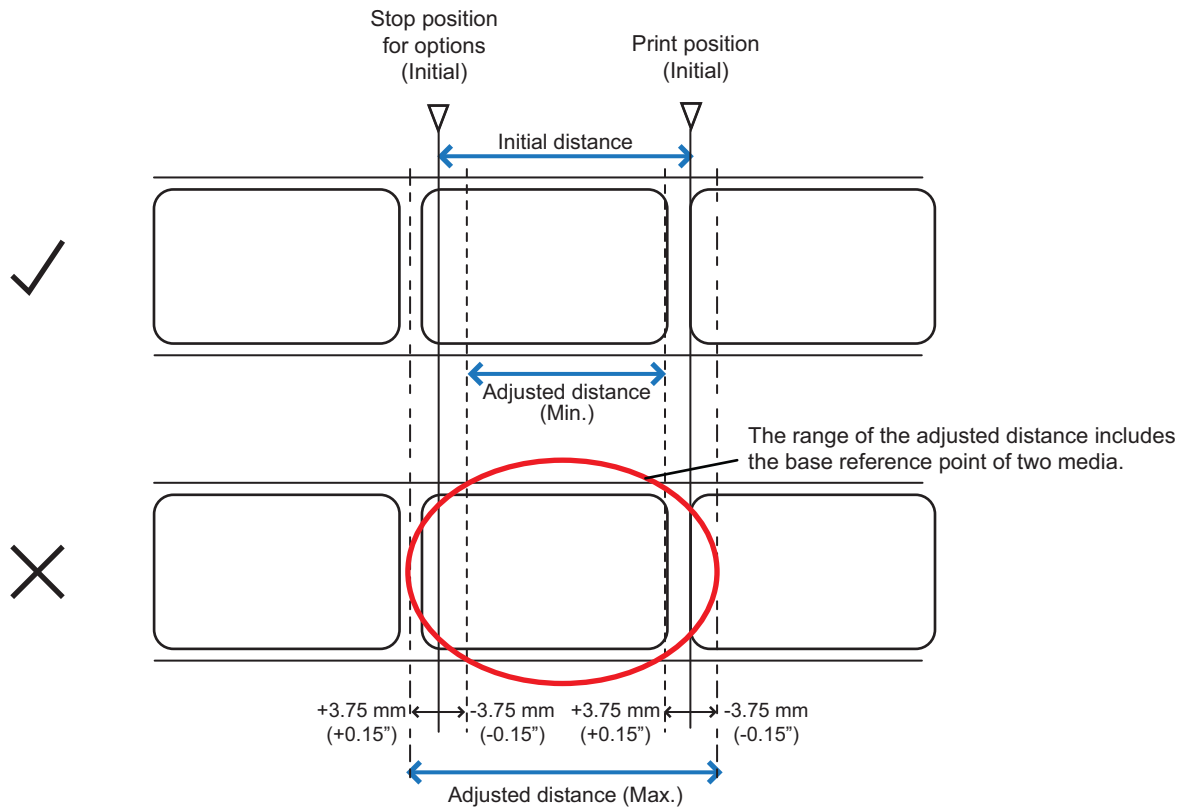 Stop position
for options
(Initial)
Print position
(Initial)
Initial distance
Adjusted distance
(Min.)
The range of the adjusted distance includes
the base reference point of two media.
+3.75 mm
(+0.15”)
-3.75 mm
(-0.15”)
+3.75 mm
(+0.15”)
-3.75 mm
(-0.15”)
Adjusted distance (Max.)